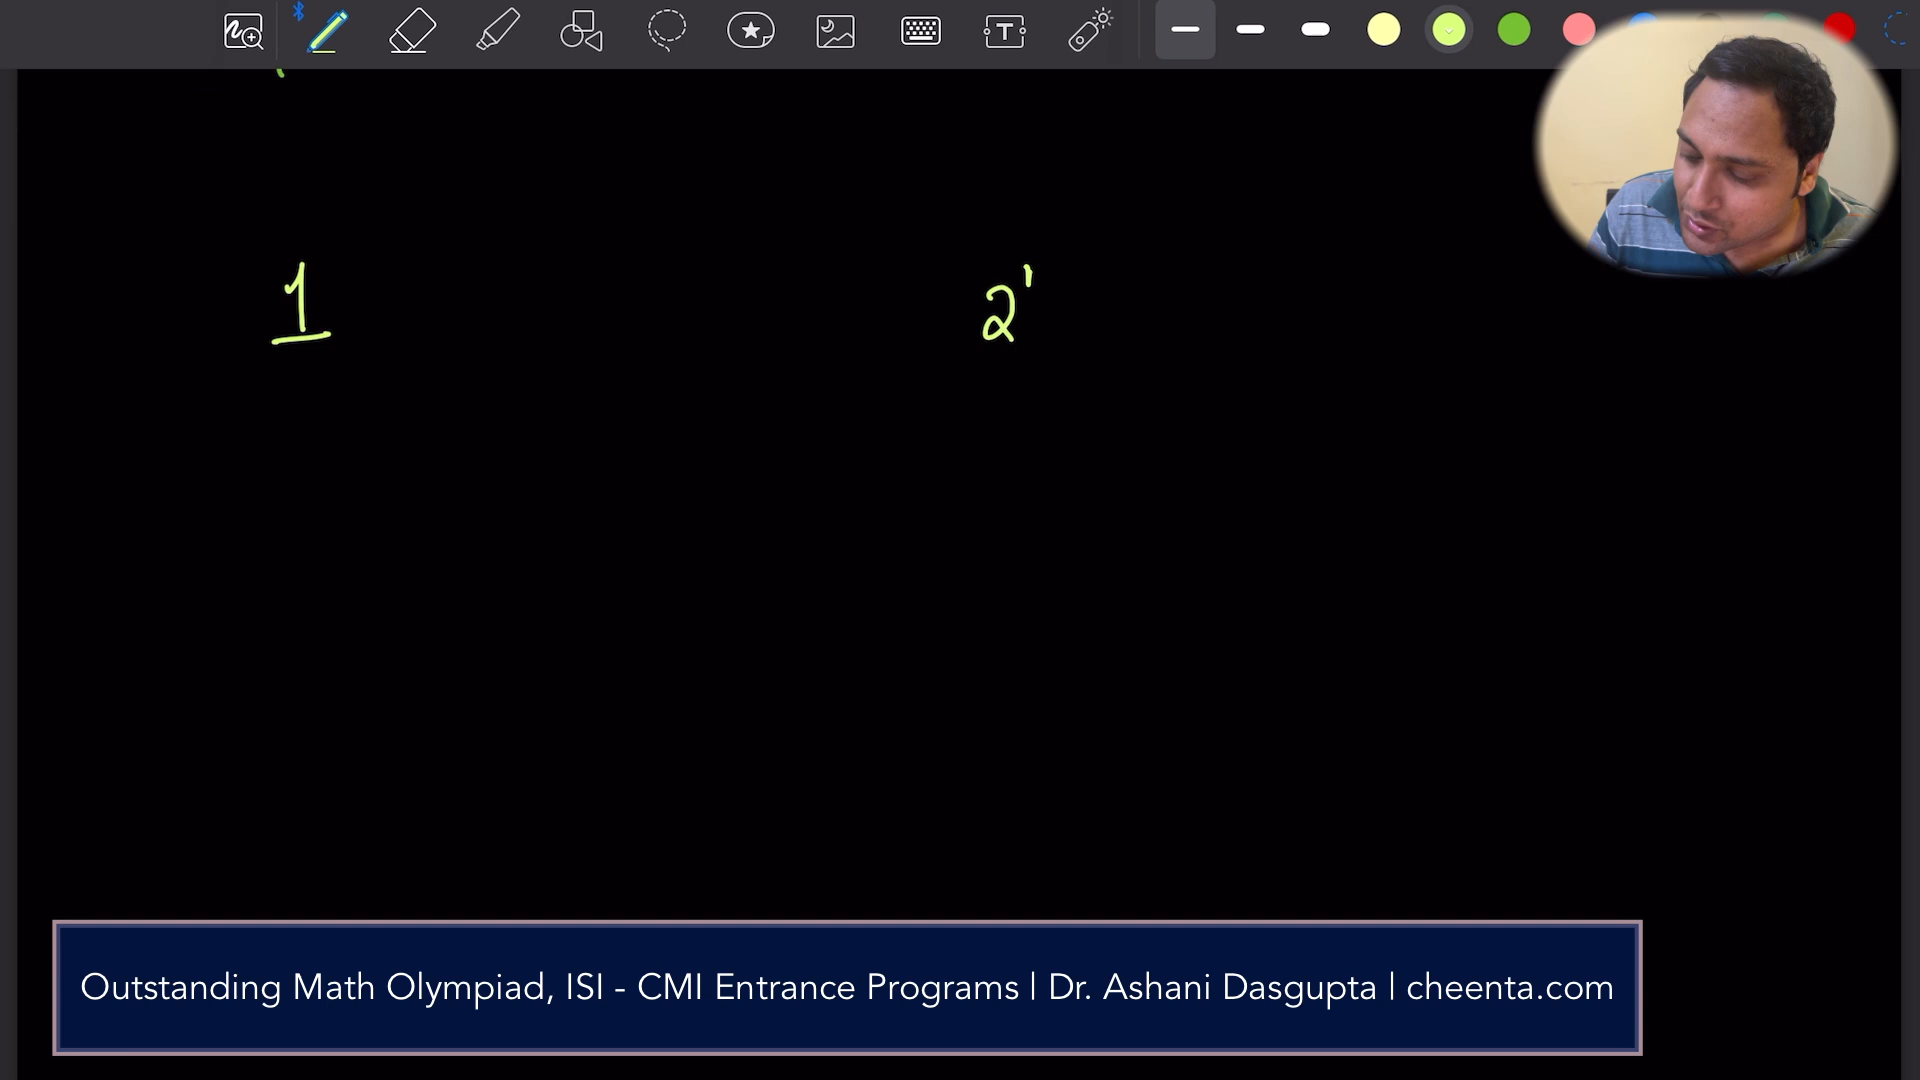 1 2'
Outstanding Math Olympiad, ISI - CMI Entrance Programs | Dr. Ashani Dasgupta | cheenta.com